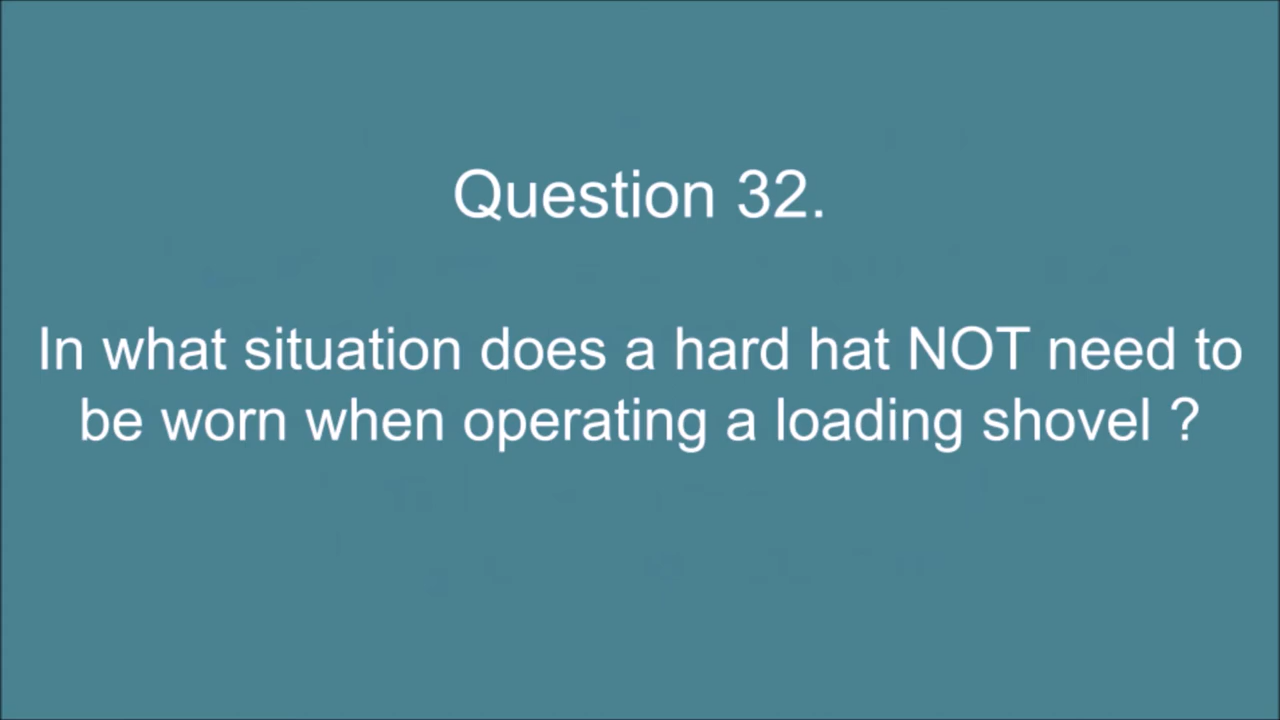 Question 32.
In what situation does a hard hat NOT need to
be worn when operating a loading shovel ?